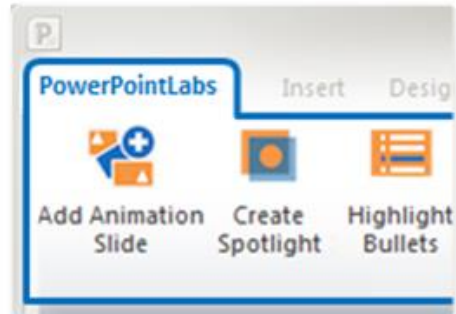 P
PowerPointLabs Insert Desig
Add Animation Create Highlight
Slide Spotlight Bullets